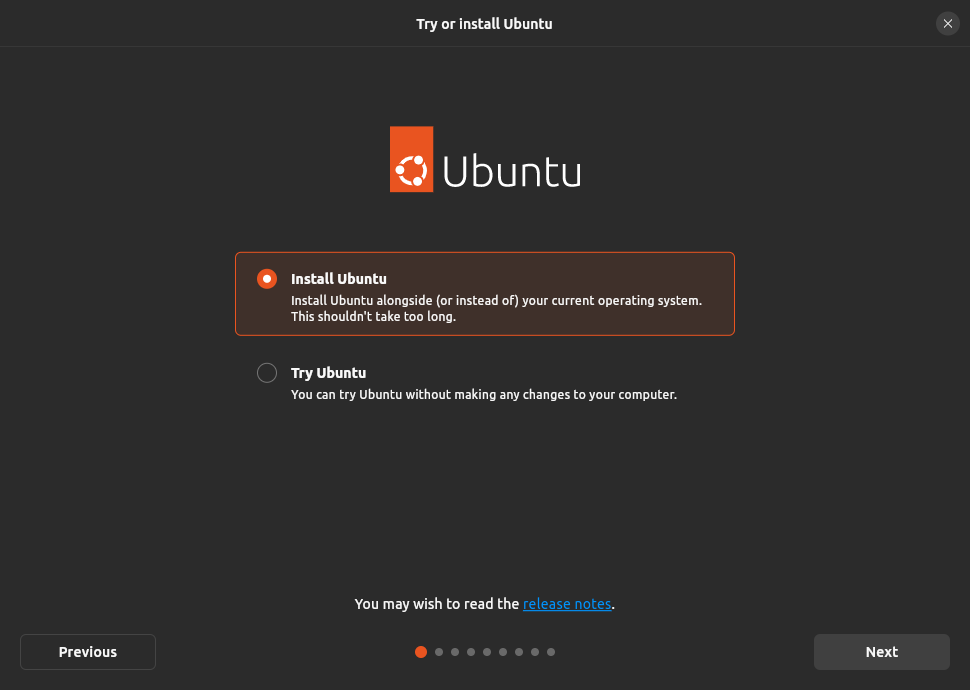 Try or install Ubuntu
Ubuntu
Install Ubuntu
Install Ubuntu alongside (or instead of) your current operating system.
This shouldn't take too long.
Try Ubuntu
You can try Ubuntu without making any changes to your computer.
You may wish to read the release notes.
Previous
Next